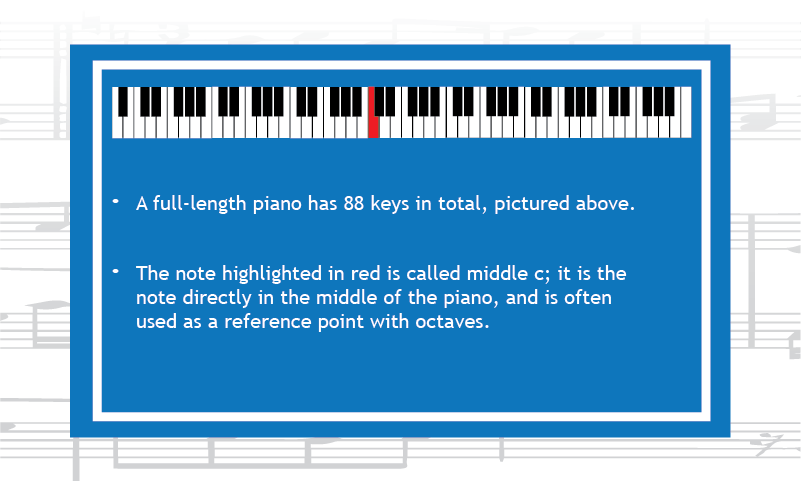 • A full-length piano has 88 keys in total, pictured above.
• The note highlighted in red is called middle c; it is the
note directly in the middle of the piano, and is often
used as a reference point with octaves.